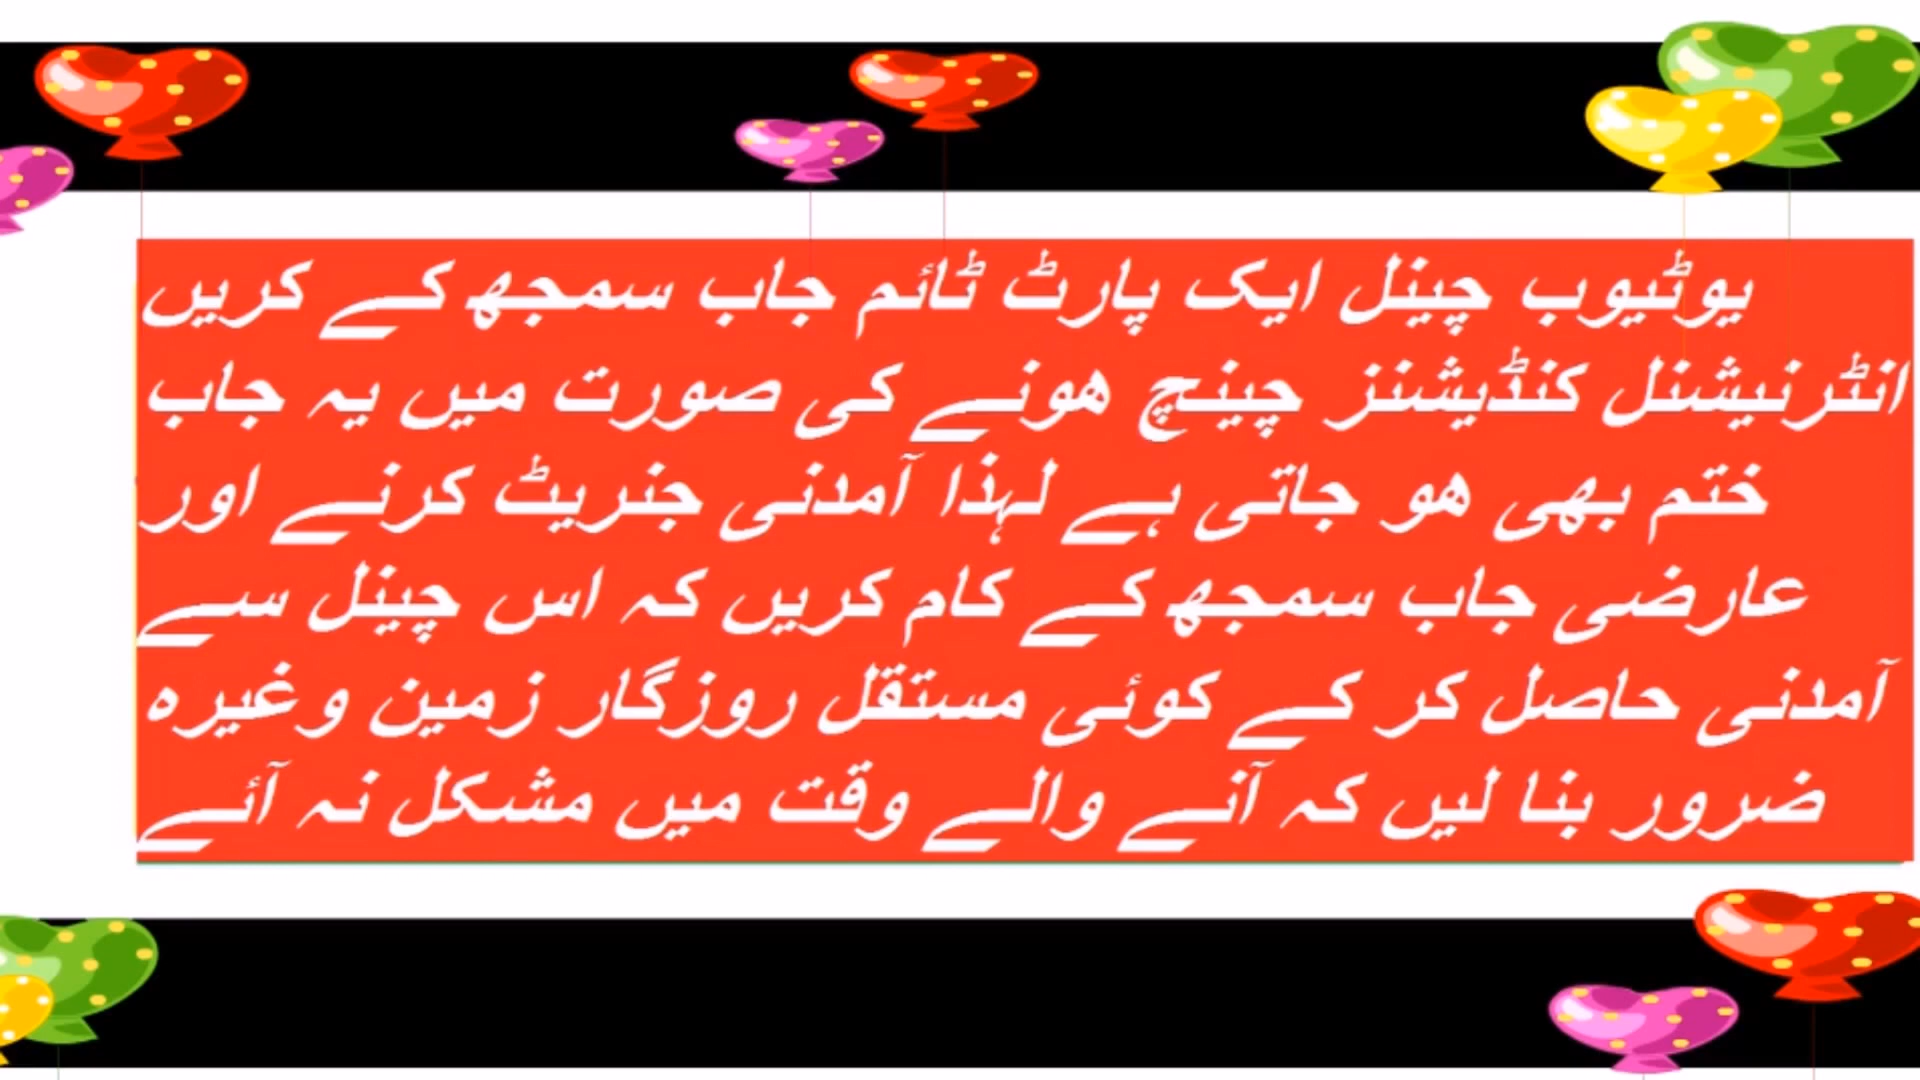 یوٹیوب چینل ایک پارٹ ٹائم جاب سمجھ کے کریں
انٹرنیشنل کنڈیشنز چینج ھونے کی صورت میں یہ جاب
ختم بھی ھو جاتی ہے لہذا آمدنی جنریٹ کرنے اور
عارضی جاب سمجھ کے کام کریں کہ اس چینل سے
آمدنی حاصل کر کے کوئی مستقل روزگار زمین وغیرہ
ضرور بنا لیں کہ آنے والے وقت میں مشکل نہ آئے